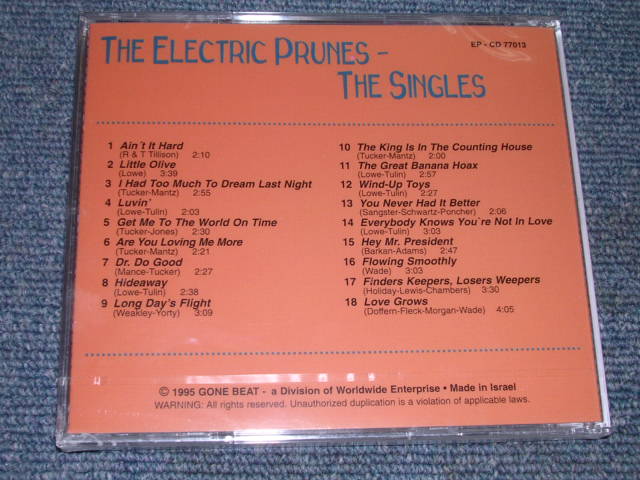 THE ELECTRIC PRUNES –
THE SINGLES
EP - CD 77013
1 Ain´t It Hard
(R & T Tillison) 2:10
2 Little Olive
(Lowe) 3:39
3 I Had Too Much To Dream Last Night
(Tucker-Mantz) 2:55
4 Luvin’
(Lowe-Tulin) 2:03
5 Get Me To The World On Time
(Tucker-Jones) 2:30
6 Are You Loving Me More
(Tucker-Mantz) 2:21
7 Dr. Do Good
(Mance-Tucker) 2:27
8 Hideaway
(Lowe-Tulin) 2:38
9 Long Day's Flight
(Weakley-Yorty) 3:09
10 The King Is In The Counting House
(Tucker-Mantz) 2:00
11 The Great Banana Hoax
(Lowe-Tulin) 2:57
12 Wind-Up Toys
(Lowe-Tulin) 2:27
13 You Never Had It Better
(Sangster-Schwartz-Poncher) 2:06
14 Everybody Knows You`re Not In Love
(Lowe-Tulin) 3:03
15 Hey Mr. President
(Barkan-Adams) 2:47
16 Flowing Smoothly
(Wade) 3:03
17 Finders Keepers, Losers Weepers
(Holiday-Lewis-Chambers) 3:30
18 Love Grows
(Doffern-Fleck-Morgan-Wade) 4:05
© 1995 GONE BEAT - a Division of Worldwide Enterprise • Made in Israel
WARNING: All rights reserved. Unauthorized duplication is a violation of applicable laws.